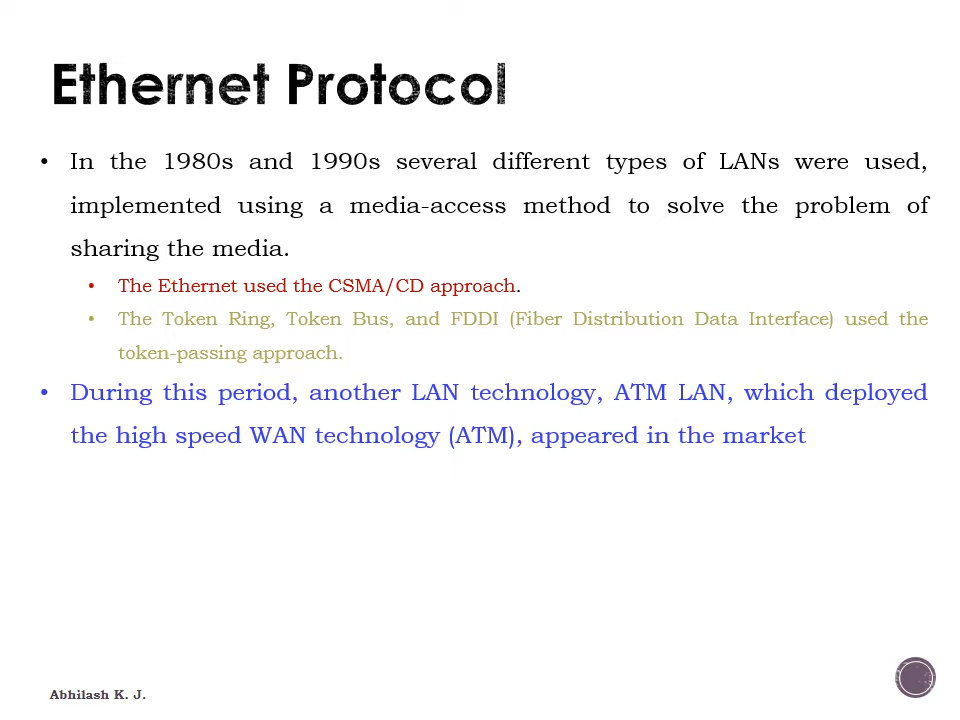 Ethernet Protocol
• In the 1980s and 1990s several different types of LANs were used,
implemented using a media-access method to solve the problem of
sharing the media.
• The Ethernet used the CSMA/CD approach.
• The Token Ring, Token Bus, and FDDI (Fiber Distribution Data Interface) used the
token-passing approach.
• During this period, another LAN technology, ATM LAN, which deployed
the high speed WAN technology (ATM), appeared in the market
Abhilash K. J.